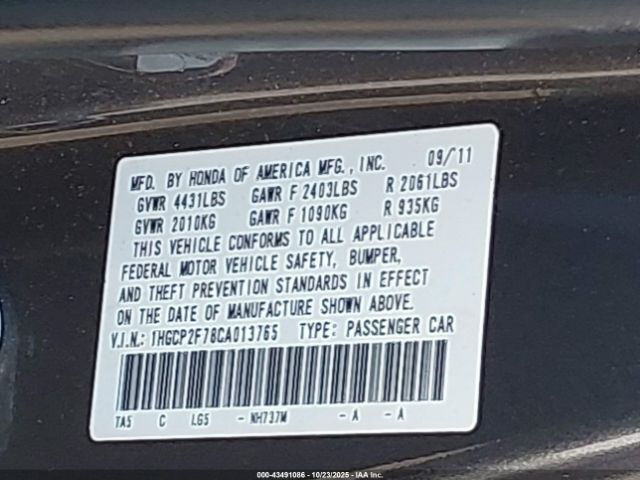 MFD. BY HONDA OF AMERICA MFG., INC. 09/11
GVWR 4431LBS GAWR F 2403LBS R 2061LBS
GVWR 2010KG GAWR F 1090KG R 935KG
THIS VEHICLE CONFORMS TO ALL APPLICABLE
FEDERAL MOTOR VEHICLE SAFETY, BUMPER,
AND THEFT PREVENTION STANDARDS IN EFFECT
ON THE DATE OF MANUFACTURE SHOWN ABOVE.
V.I.N.: 1HGCP2F78CA013765 TYPE: PASSENGER CAR
TA5 C LG5 - NH737M - A - A
000-43491086 - 10/23/2025 - IAA Inc.